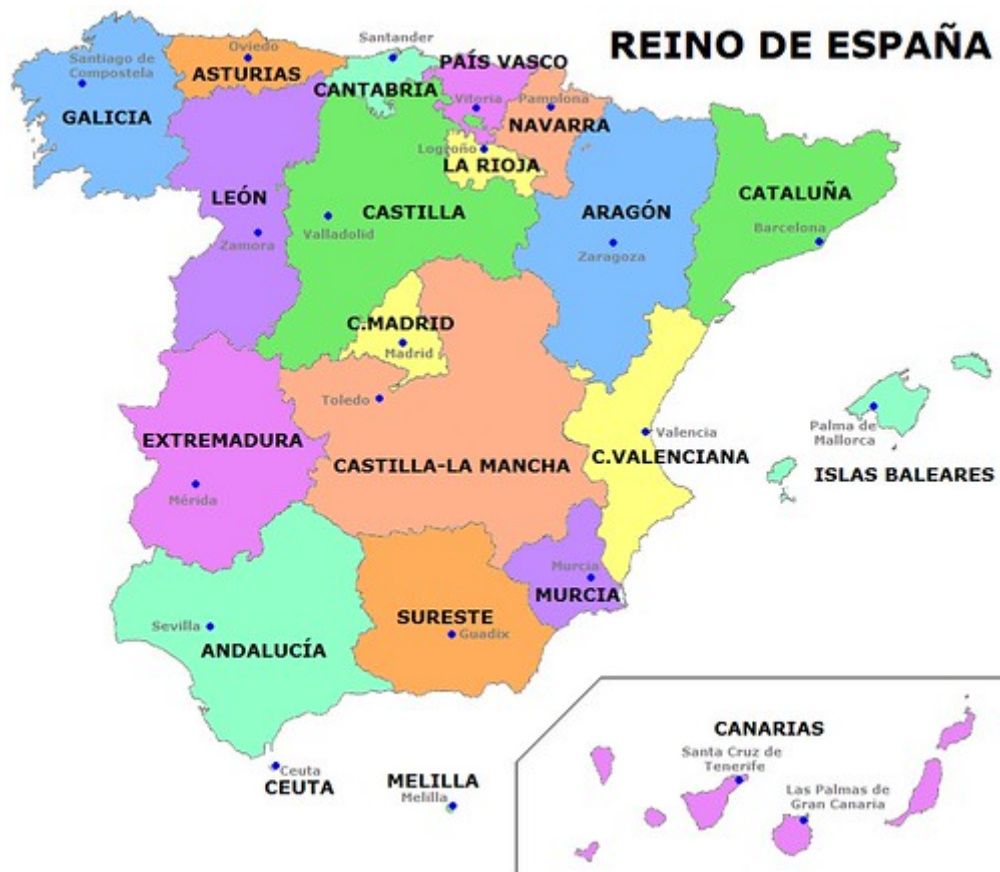 REINO DE ESPAÑA
Santander
Oviedo
Santiago de
Compostela
PAÍS VASCO
ASTURIAS
CANTABRIA
Vitoria
Pamplona
GALICIA
NAVARRA
Logroño
LA RIOJA
LEÓN
CASTILLA
ARAGÓN
CATALUÑA
Valladolid
Zamora
Zaragoza
Barcelona
C.MADRID
Madrid
Toledo
Palma de
Mallorca
EXTREMADURA
Valencia
C.VALENCIANA
CASTILLA-LA MANCHA
ISLAS BALEARES
Mérida
Murcia
MURCIA
SURESTE
Sevilla
Guadix
ANDALUCÍA
CANARIAS
Santa Cruz de
Tenerife
Ceuta
CEUTA
MELILLA
Melilla
Las Palmas de
Gran Canaria